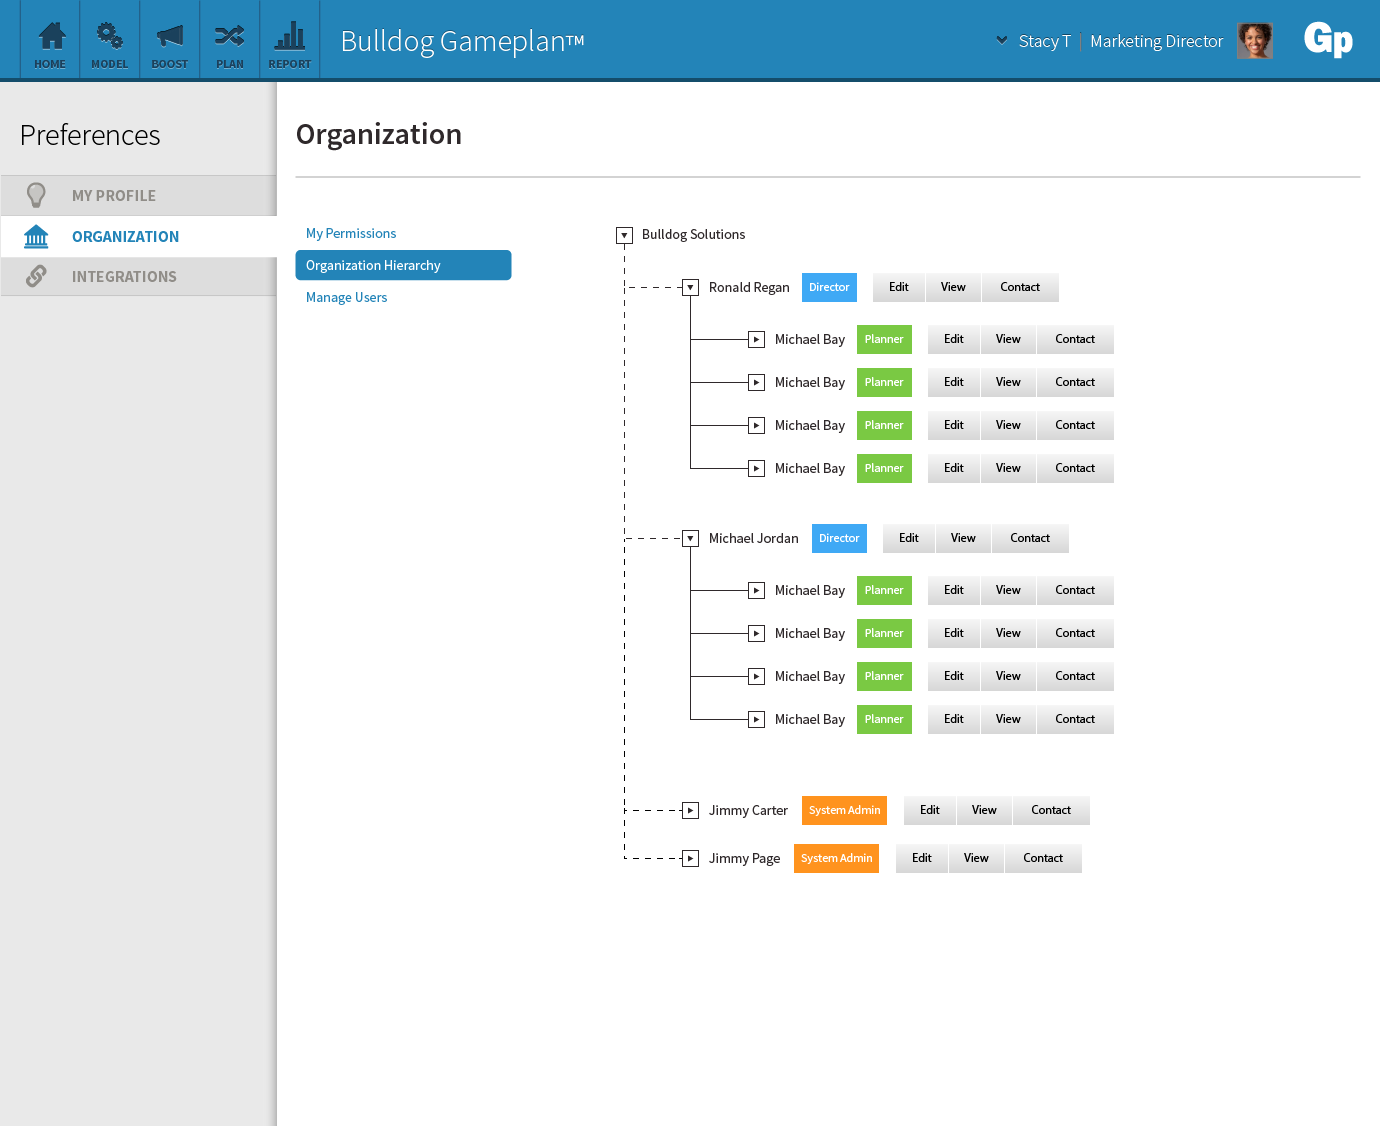 HOME MODEL BOOST PLAN REPORT
Bulldog Gameplan™
Stacy T | Marketing Director
Gp
Preferences
MY PROFILE
ORGANIZATION
INTEGRATIONS
Organization
My Permissions
Organization Hierarchy
Manage Users
Bulldog Solutions
Ronald Regan Director Edit View Contact
Michael Bay Planner Edit View Contact
Michael Bay Planner Edit View Contact
Michael Bay Planner Edit View Contact
Michael Bay Planner Edit View Contact
Michael Jordan Director Edit View Contact
Michael Bay Planner Edit View Contact
Michael Bay Planner Edit View Contact
Michael Bay Planner Edit View Contact
Michael Bay Planner Edit View Contact
Jimmy Carter System Admin Edit View Contact
Jimmy Page System Admin Edit View Contact